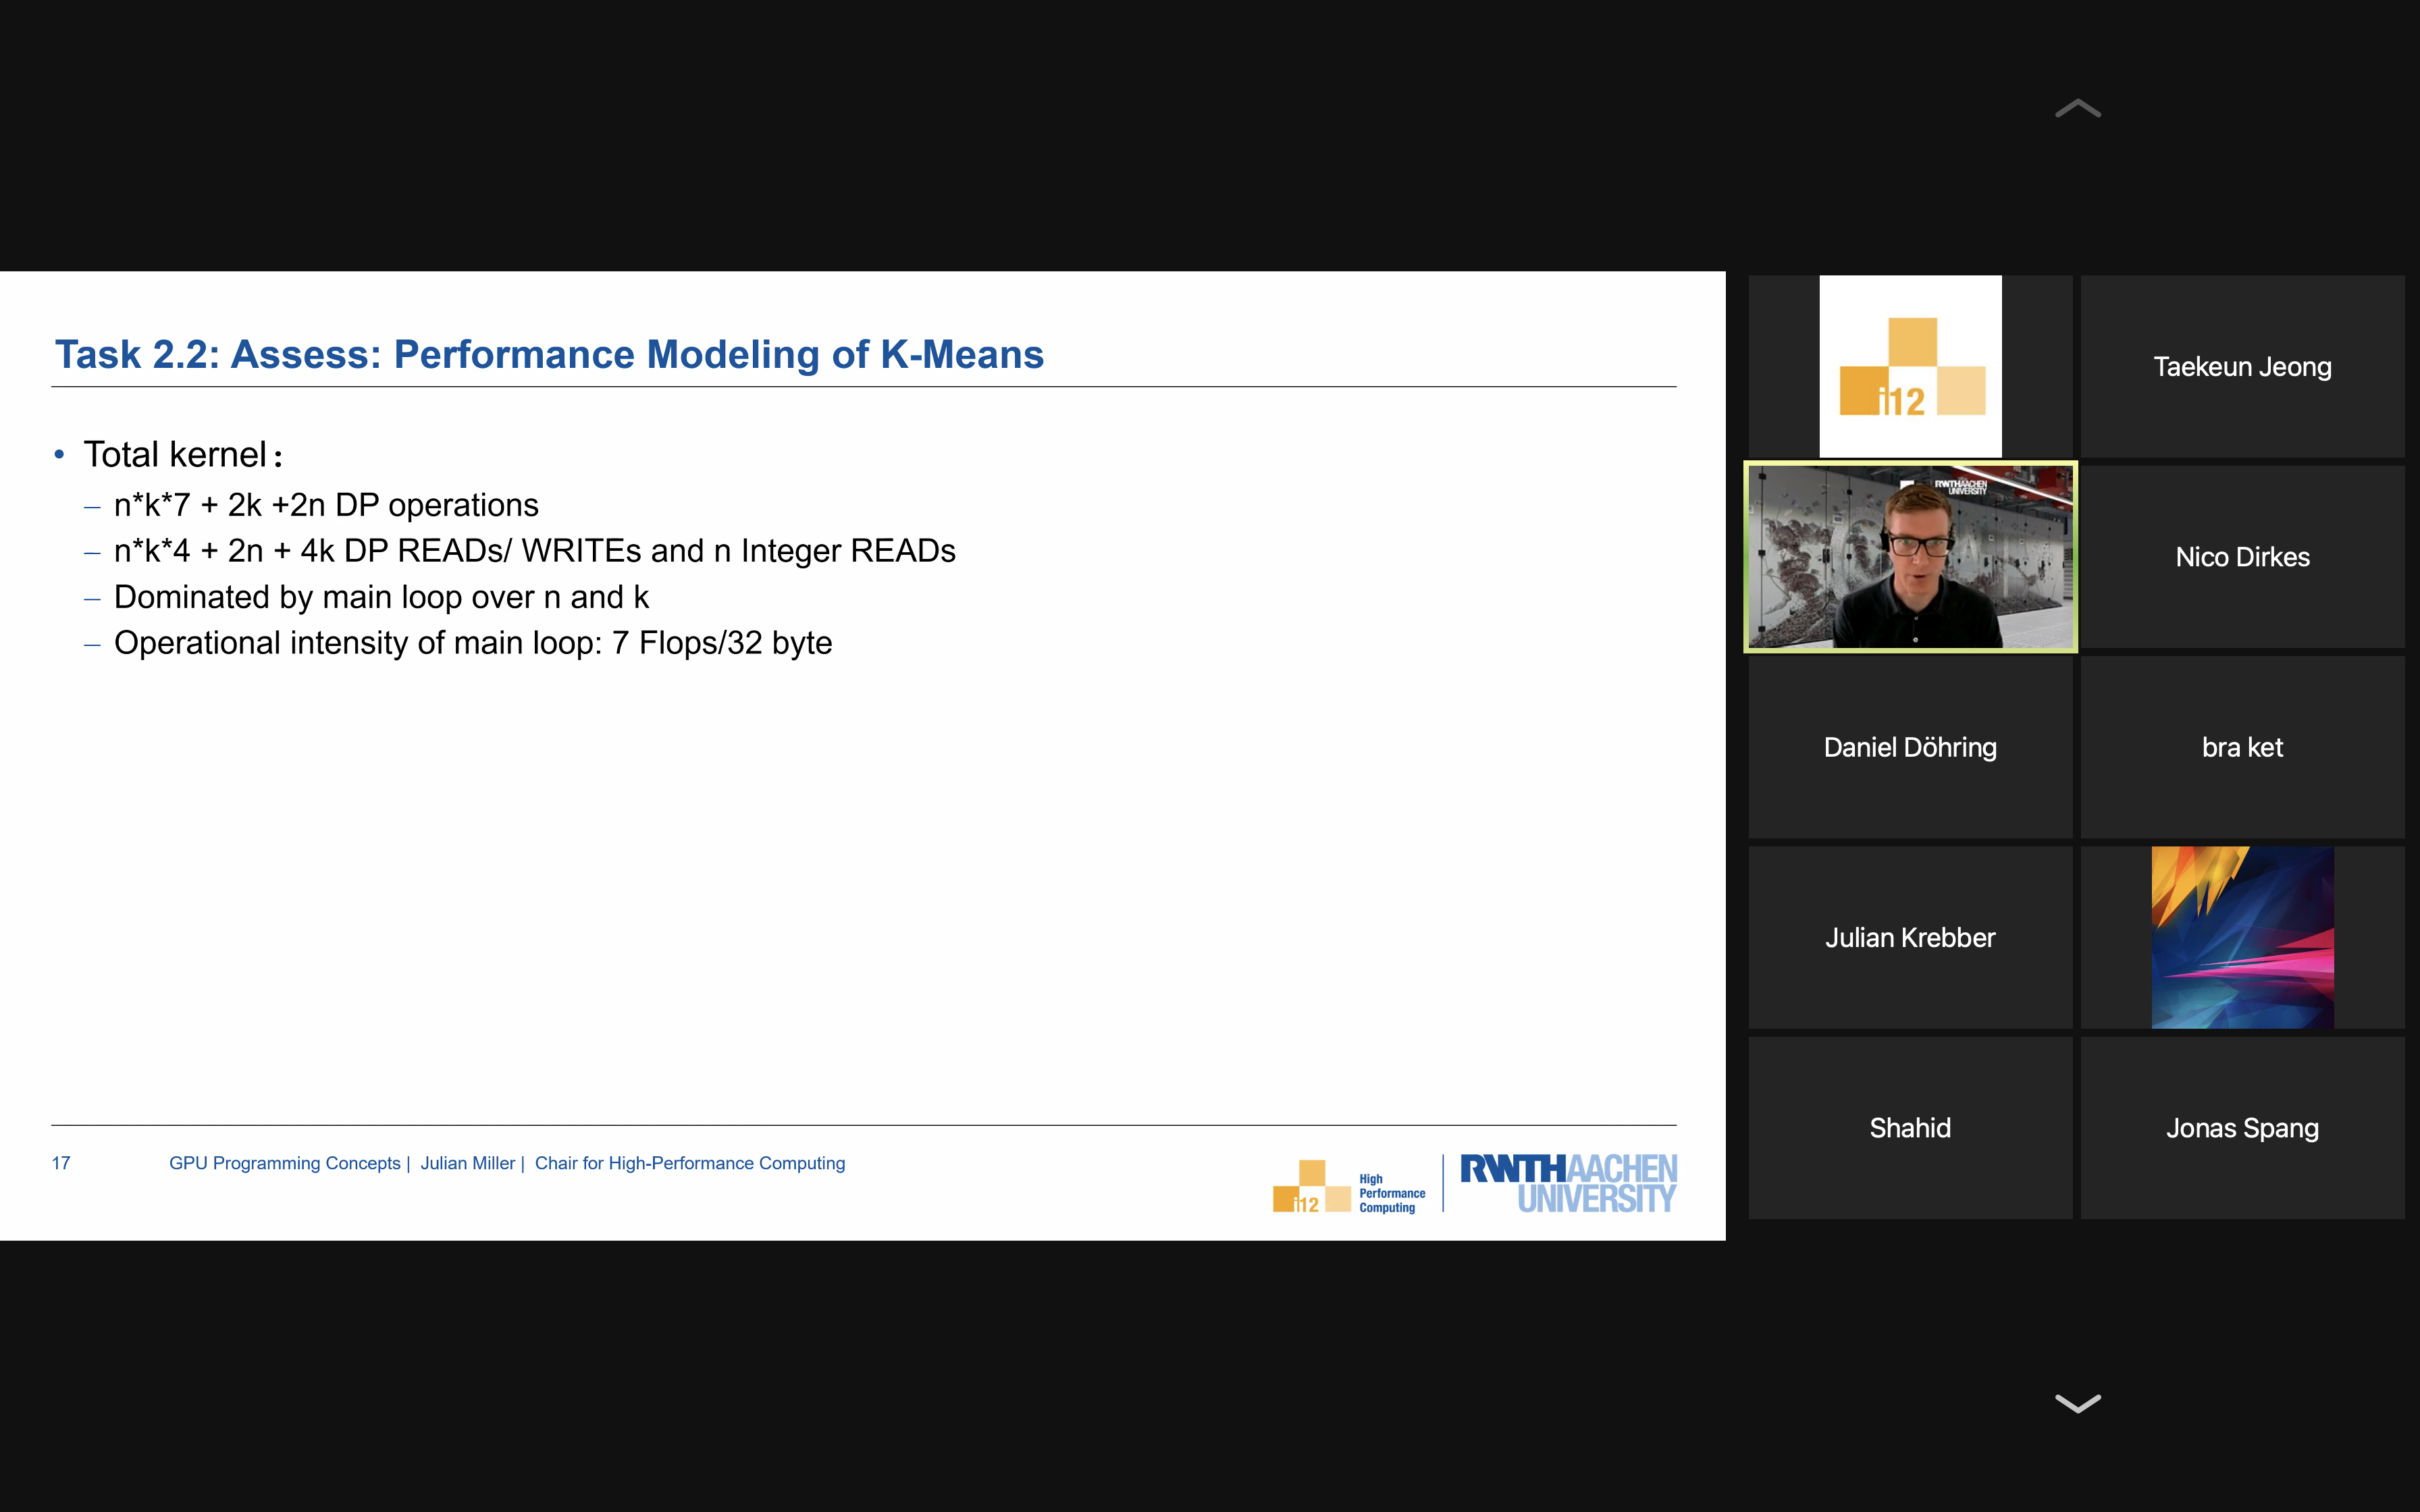 Task 2.2: Assess: Performance Modeling of K-Means
• Total kernel:
– n*k*7 + 2k +2n DP operations
– n*k*4 + 2n + 4k DP READs/ WRITEs and n Integer READs
– Dominated by main loop over n and k
– Operational intensity of main loop: 7 Flops/32 byte
17 GPU Programming Concepts | Julian Miller | Chair for High-Performance Computing
i12
High
Performance
Computing
RWTHAACHEN
UNIVERSITY
i12
Taekeun Jeong
RWTHAACHEN
UNIVERSITY
Nico Dirkes
Daniel Döhring
bra ket
Julian Krebber
Shahid
Jonas Spang